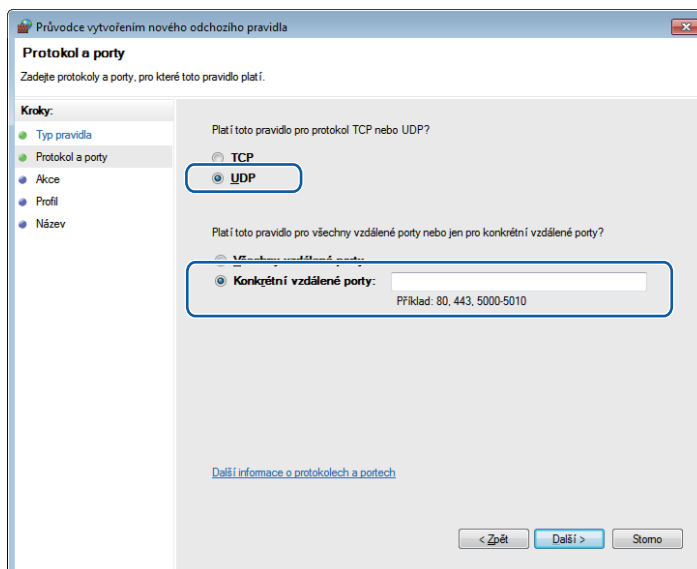 Průvodce vytvořením nového odchozího pravidla
Protokol a porty
Zadejte protokoly a porty, pro které toto pravidlo platí.
Kroky:
Typ pravidla
Protokol a porty
Akce
Profil
Název
Platí toto pravidlo pro protokol TCP nebo UDP?
TCP
UDP
Platí toto pravidlo pro všechny vzdálené porty nebo jen pro konkrétní vzdálené porty?
Všechny vzdálené porty
Konkrétní vzdálené porty:
Příklad: 80, 443, 5000-5010
Další informace o protokolech a portech
< Zpět
Další >
Storno